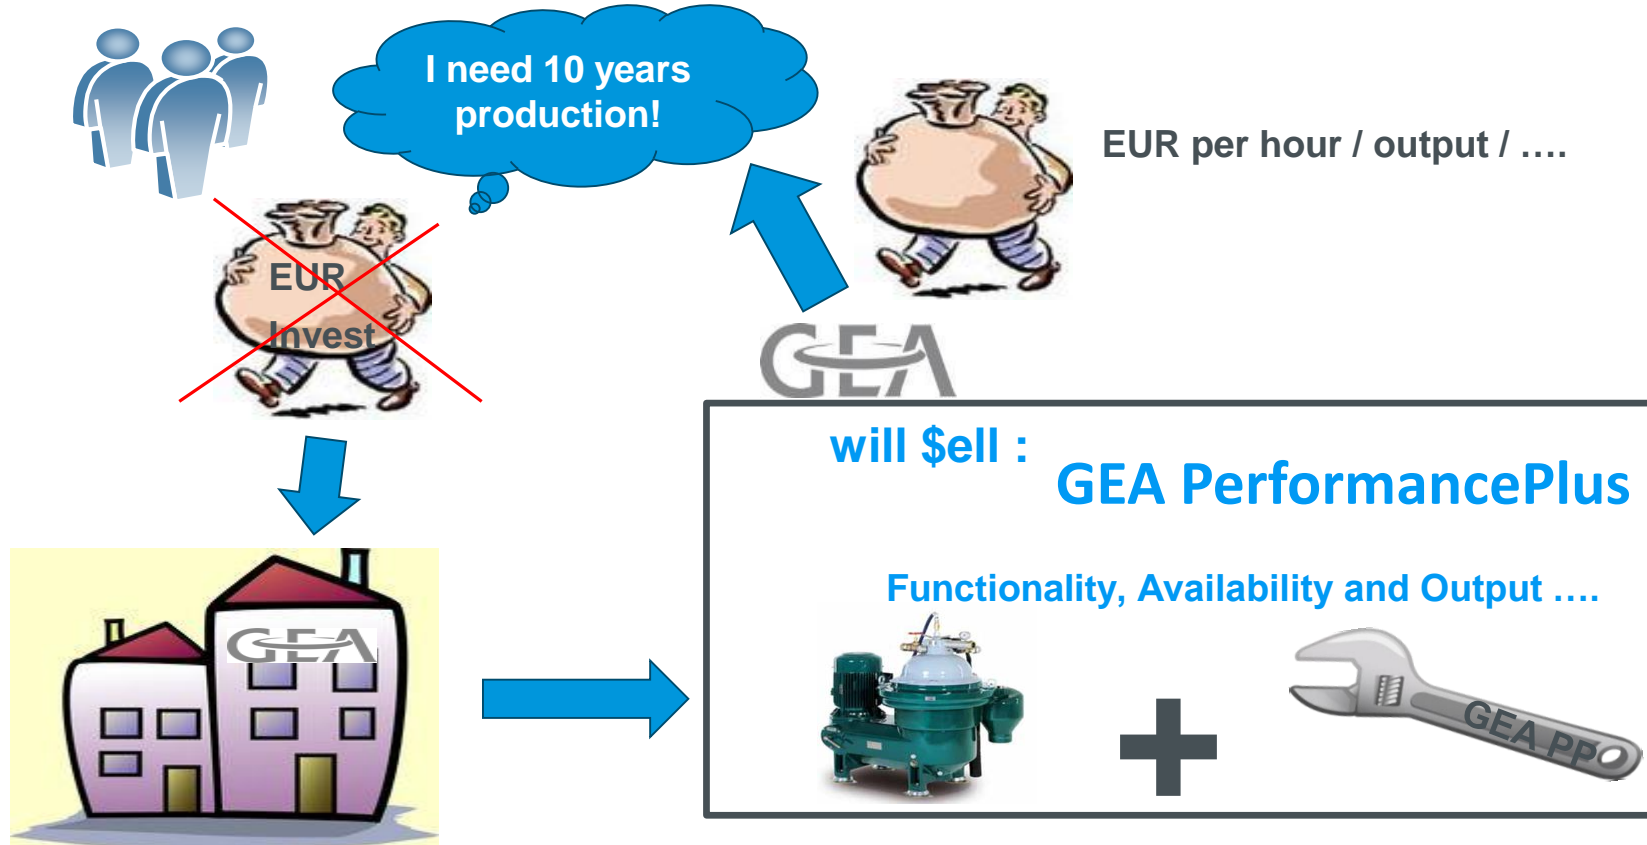 I need 10 years
production!
EUR per hour / output / ….
EUR
Invest
GEA
will $ell :
GEA PerformancePlus
Functionality, Availability and Output ….
GEA
GEA PP